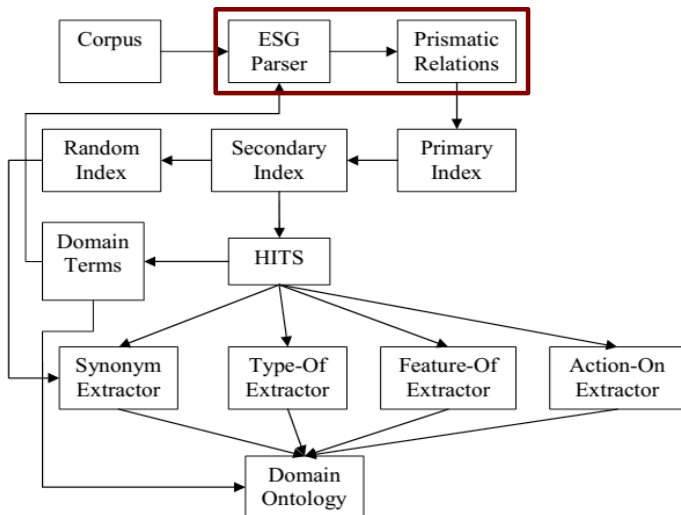 Corpus
ESG
Parser
Prismatic
Relations
Random
Index
Secondary
Index
Primary
Index
Domain
Terms
HITS
Synonym
Extractor
Type-Of
Extractor
Feature-Of
Extractor
Action-On
Extractor
Domain
Ontology